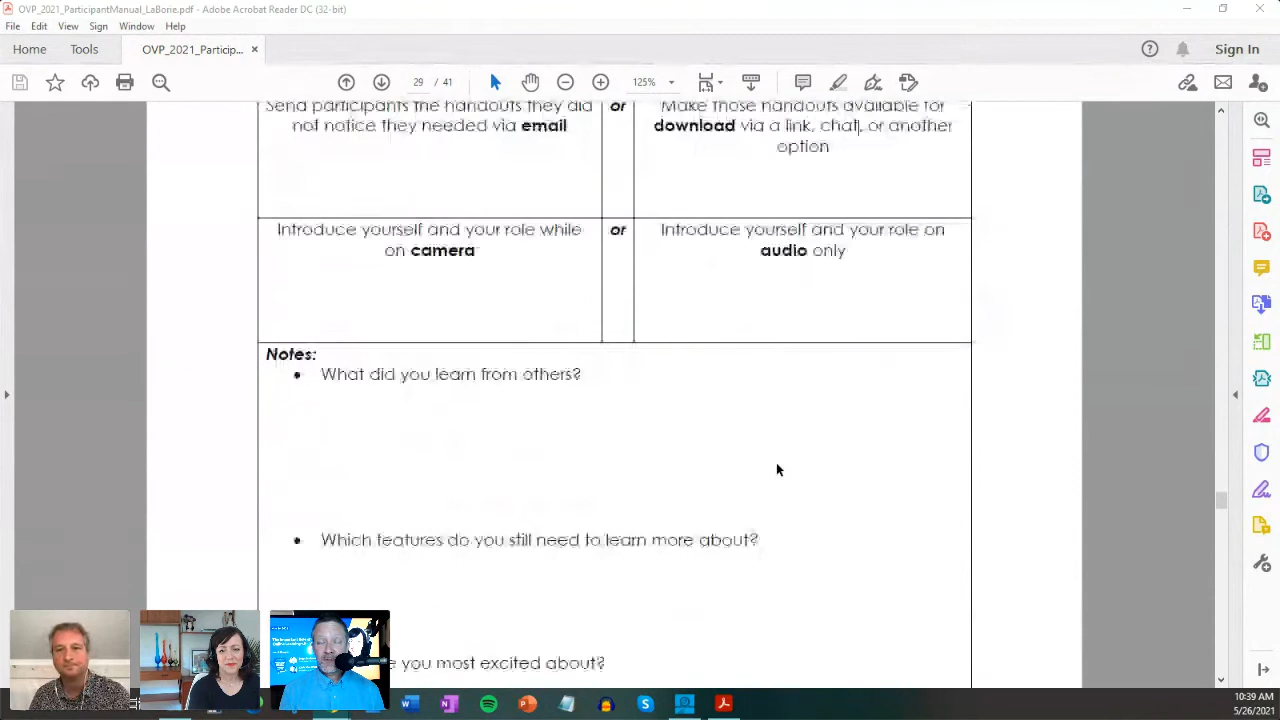 OVP_2021_ParticipantManual_LaBorie.pdf - Adobe Acrobat Reader DC (32-bit)
File Edit View Sign Window Help
Home Tools OVP_2021_Particip... Sign In
29 / 41 125%
Send participants the handouts they did
not notice they needed via email
or
Make those handouts available for
download via a link, chat, or another
option
Introduce yourself and your role while
on camera
or
Introduce yourself and your role on
audio only
Notes:
• What did you learn from others?
• Which features do you still need to learn more about?
you most excited about?
10:39 AM
5/26/2021